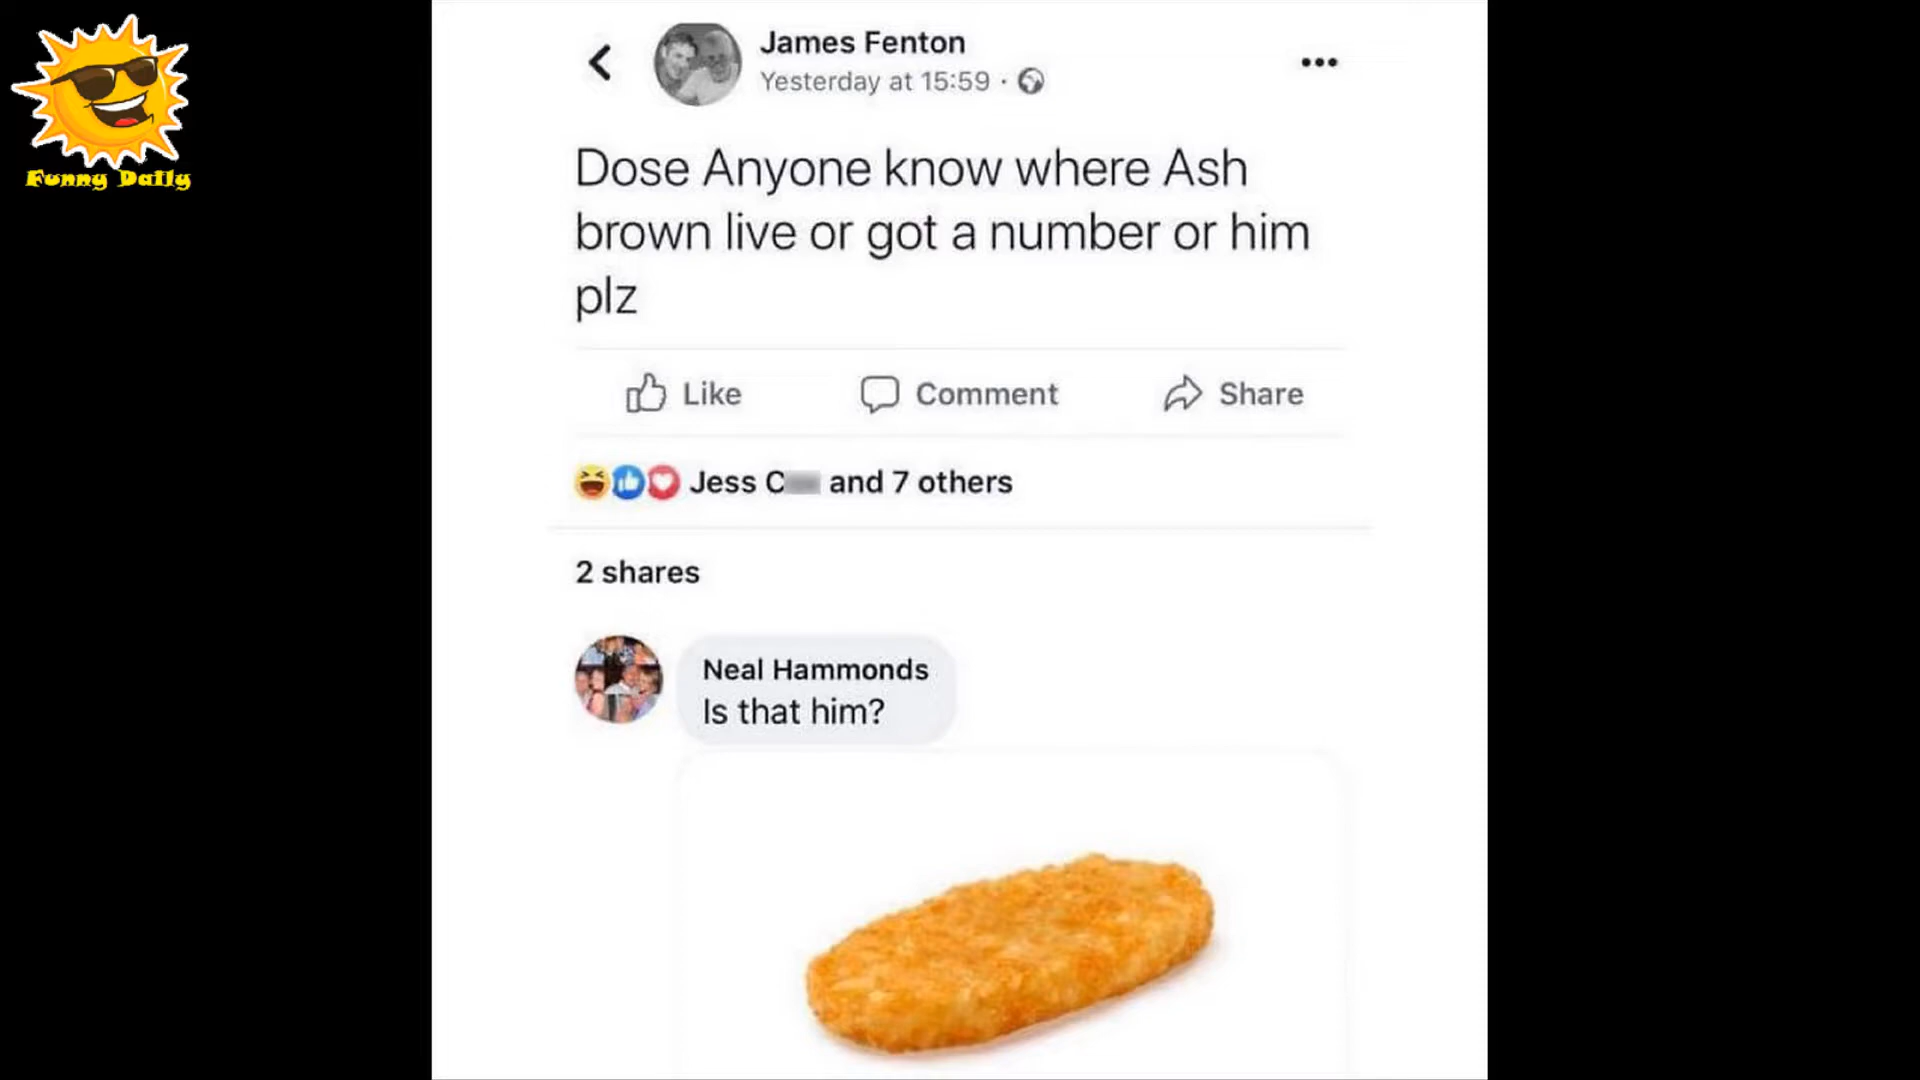 Funny Daily
James Fenton
Yesterday at 15:59 ·
Dose Anyone know where Ash
brown live or got a number or him
plz
Like
Comment
Share
Jess C and 7 others
2 shares
Neal Hammonds
Is that him?